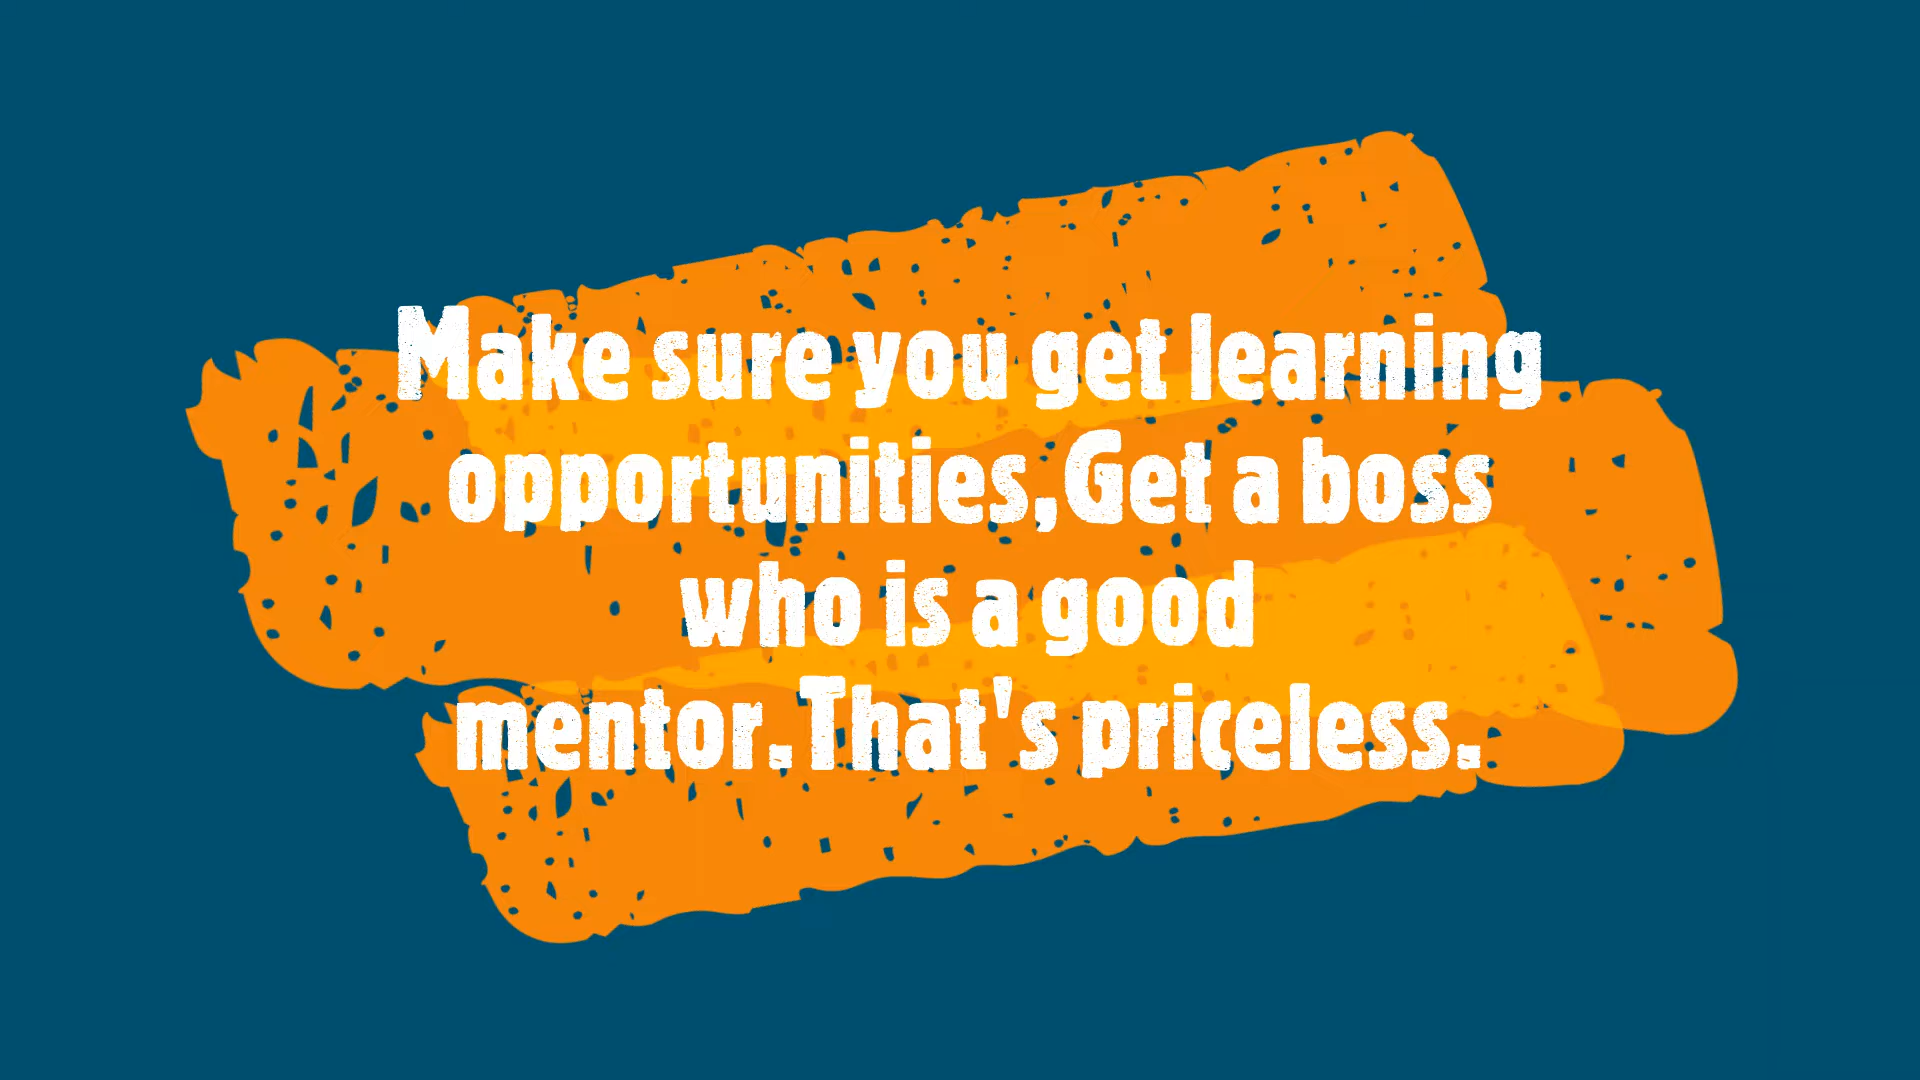 Make sure you get learning
opportunities,Get a boss
who is a good
mentor.That's priceless.